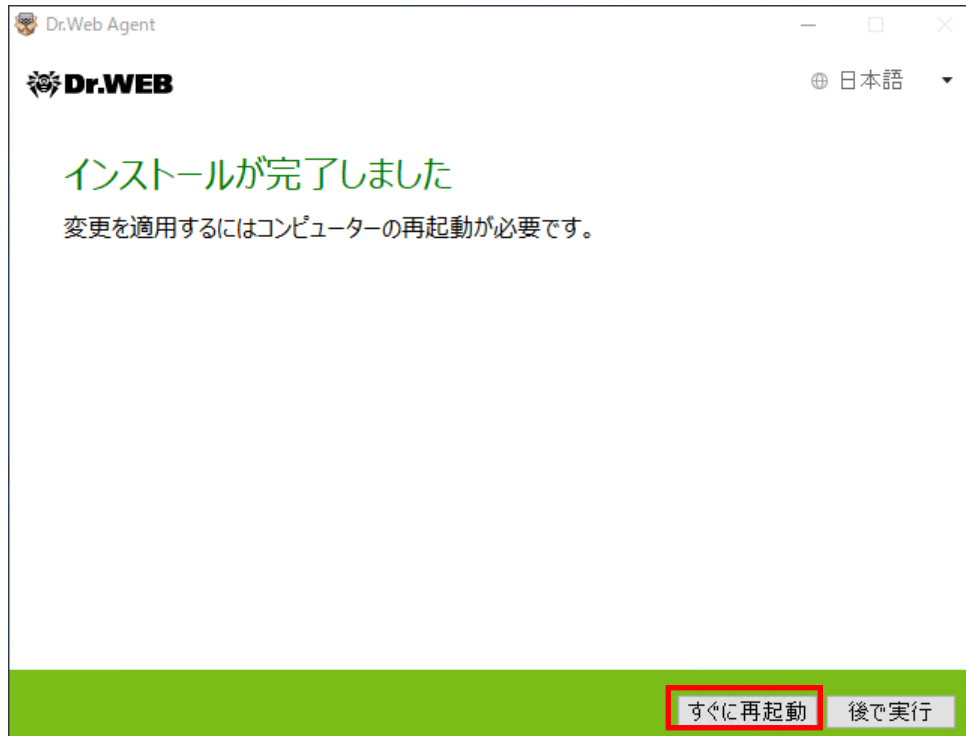 Dr.Web Agent
Dr.WEB
日本語
インストールが完了しました
変更を適用するにはコンピューターの再起動が必要です。
すぐに再起動
後で実行